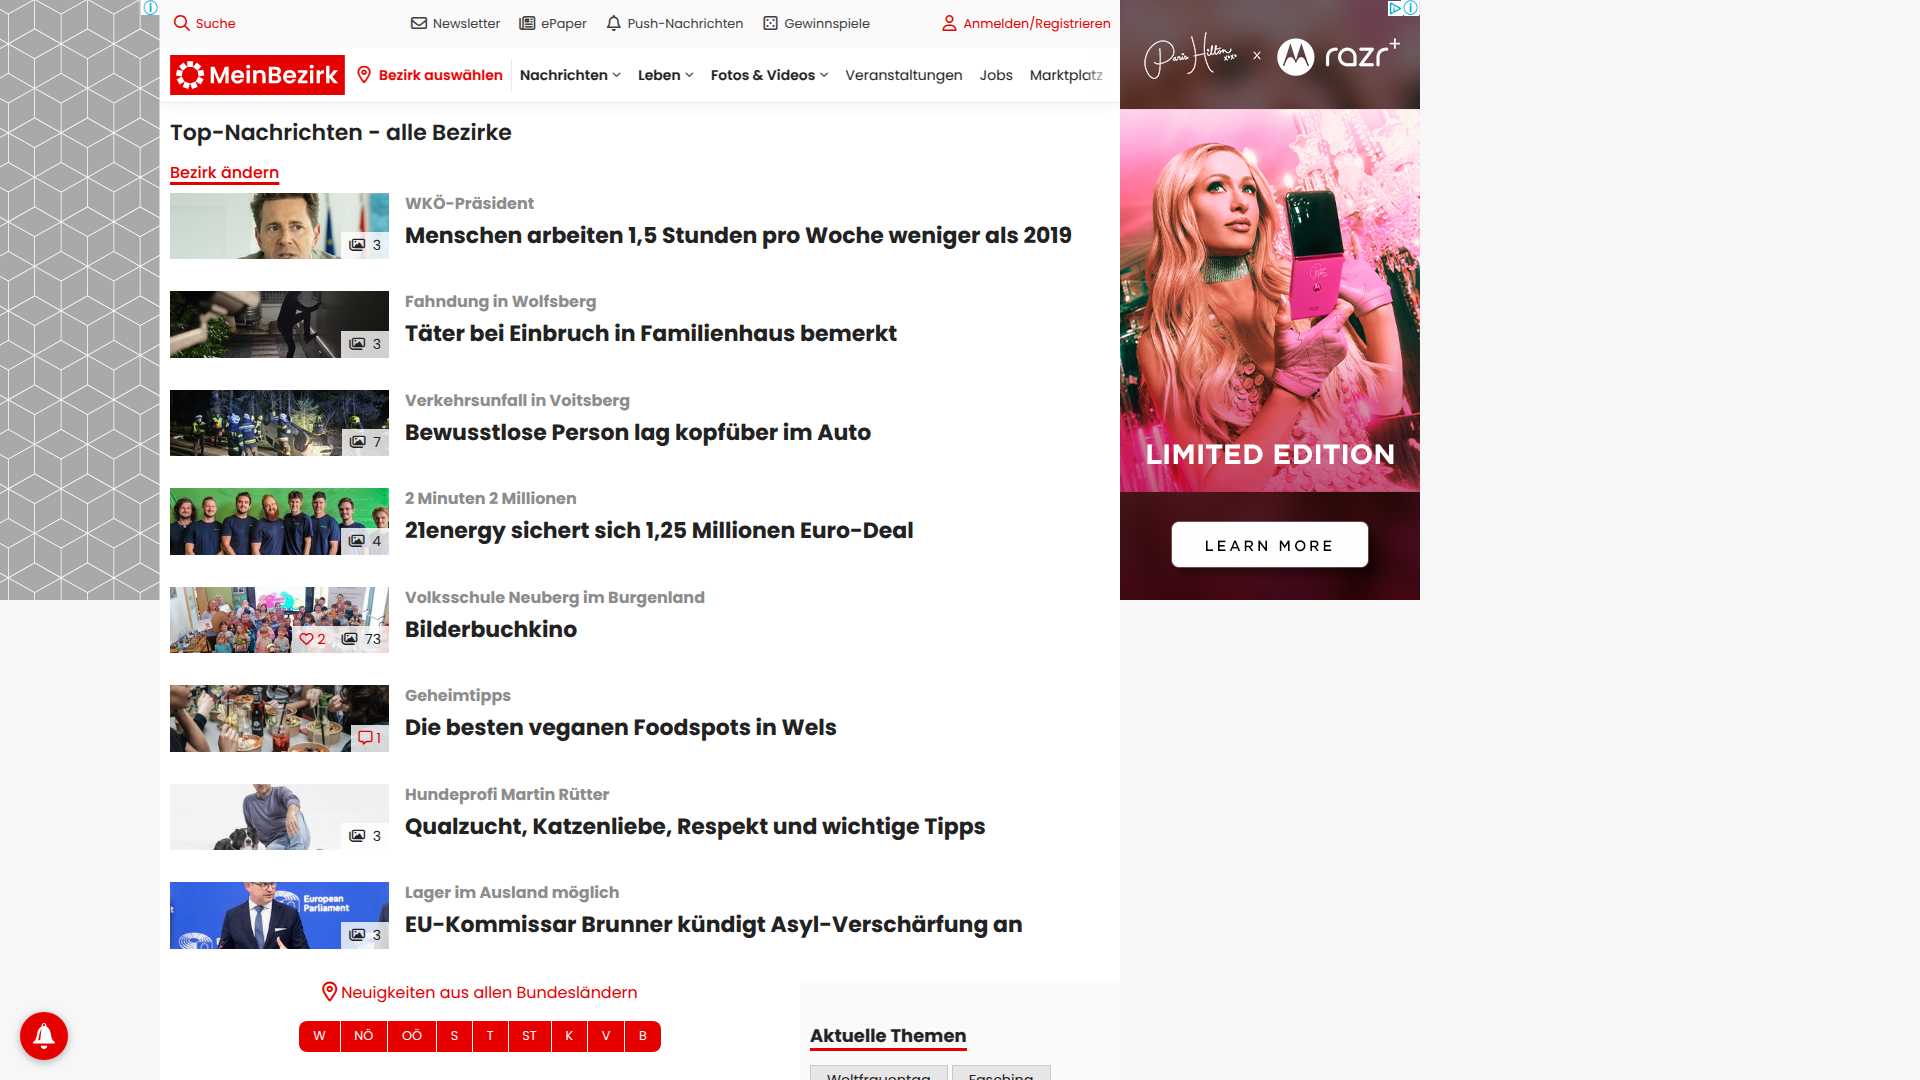 Suche
Newsletter
ePaper
Push-Nachrichten
Gewinnspiele
Anmelden/Registrieren
MeinBezirk
Bezirk auswählen
Nachrichten
Leben
Fotos & Videos
Veranstaltungen
Jobs
Marktplatz
Top-Nachrichten - alle Bezirke
Bezirk ändern
3
WKÖ-Präsident
Menschen arbeiten 1,5 Stunden pro Woche weniger als 2019
3
Fahndung in Wolfsberg
Täter bei Einbruch in Familienhaus bemerkt
7
Verkehrsunfall in Voitsberg
Bewusstlose Person lag kopfüber im Auto
4
2 Minuten 2 Millionen
21energy sichert sich 1,25 Millionen Euro-Deal
2 73
Volksschule Neuberg im Burgenland
Bilderbuchkino
1
Geheimtipps
Die besten veganen Foodspots in Wels
3
Hundeprofi Martin Rütter
Qualzucht, Katzenliebe, Respekt und wichtige Tipps
European
Parliament
3
Lager im Ausland möglich
EU-Kommissar Brunner kündigt Asyl-Verschärfung an
Neuigkeiten aus allen Bundesländern
W NÖ OÖ S T ST K V B
Aktuelle Themen
Weltfrauentag
Fasching
Paris Hilton x razr+
LIMITED EDITION
LEARN MORE